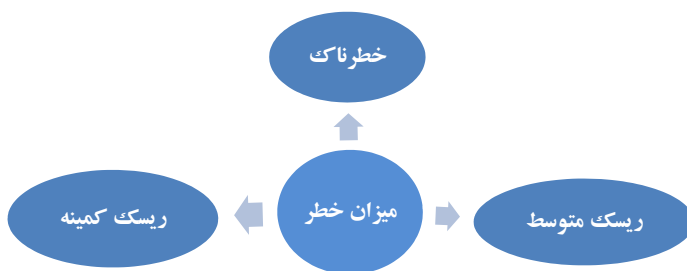 خطرناک
میزان خطر
ریسک متوسط
ریسک کمینه